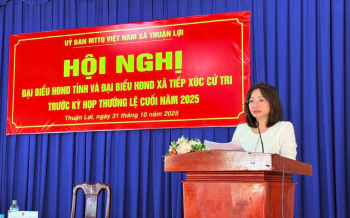 UỶ BAN MTTQ VIỆT NAM XÃ THUẬN LỢI
HỘI NGHỊ
ĐẠI BIỂU HĐND TỈNH VÀ ĐẠI BIỂU HĐND XÃ TIẾP XÚC CỬ TRI
TRƯỚC KỲ HỌP THƯỜNG LỆ CUỐI NĂM 2025
Thuận Lợi, ngày 31 tháng 10 năm 2025